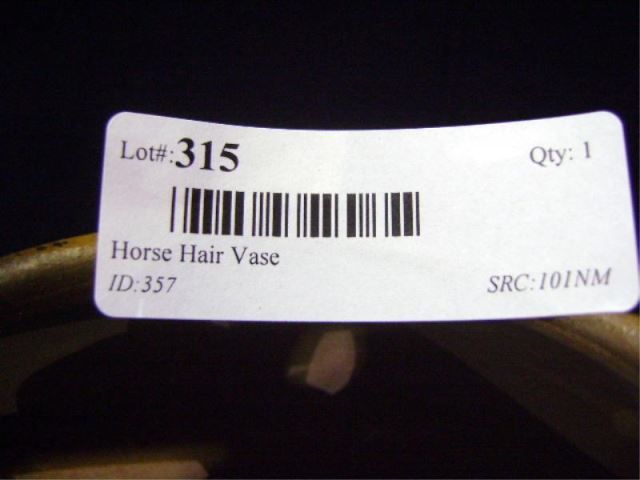 Lot#:315 Qty: 1
Horse Hair Vase
ID:357 SRC:101NM